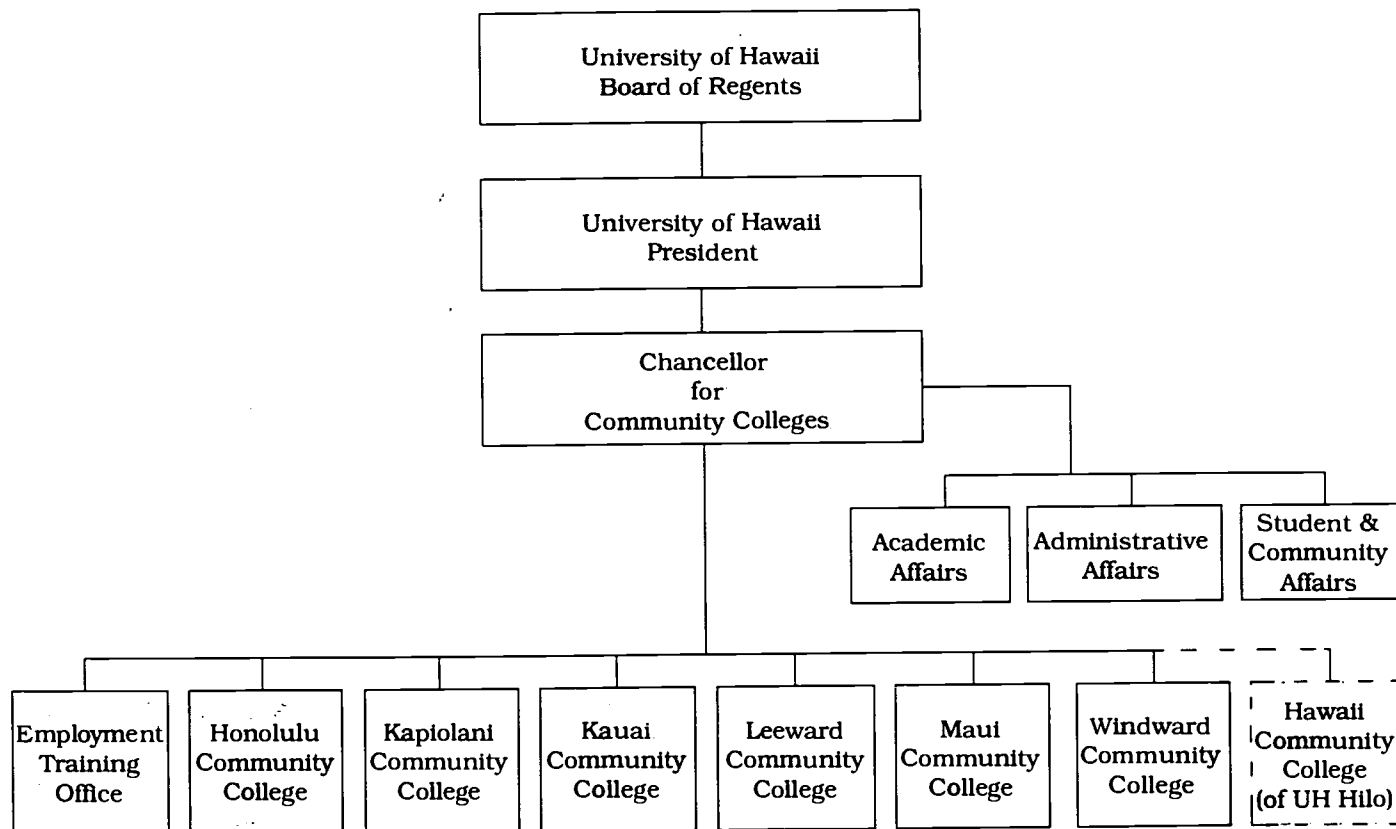 University of Hawaii
Board of Regents
University of Hawaii
President
Chancellor
for
Community Colleges
Academic
Affairs
Administrative
Affairs
Student &
Community
Affairs
Employment
Training
Office
Honolulu
Community
College
Kapiolani
Community
College
Kauai
Community
College
Leeward
Community
College
Maui
Community
College
Windward
Community
College
Hawaii
Community
College
(of UH Hilo)